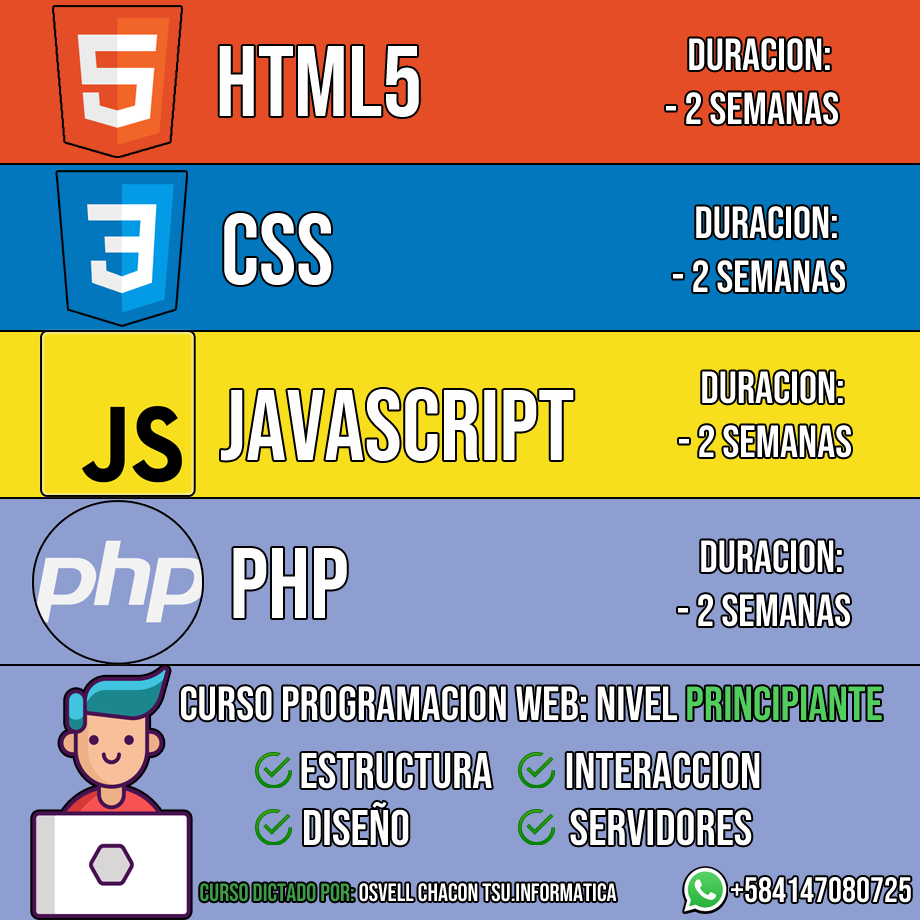 5
HTML5
DURACION:
- 2 SEMANAS
3
CSS
DURACION:
- 2 SEMANAS
JS
JAVASCRIPT
DURACION:
- 2 SEMANAS
php
PHP
DURACION:
- 2 SEMANAS
CURSO PROGRAMACION WEB: NIVEL PRINCIPIANTE
ESTRUCTURA
INTERACCION
DISEÑO
SERVIDORES
CURSO DICTADO POR: OSVELL CHACON TSU.INFORMATICA
+584147080725